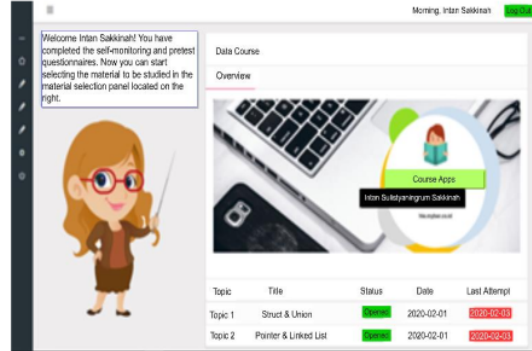 Morning, Intan Sakkinah
Log Out
Welcome Intan Sakkinah! You have
completed the self-monitoring and pretest
questionnaires. Now you can start
selecting the material to be studied in the
material selection panel located on the
right.
Data Course
Overview
Course Apps
Intan Sulistyaningrum Sakkinah
Topic Title Status Date Last Attempt
Topic 1 Struct & Union Opened 2020-02-01 2020-02-03
Topic 2 Pointer & Linked List Opened 2020-02-01 2020-02-03